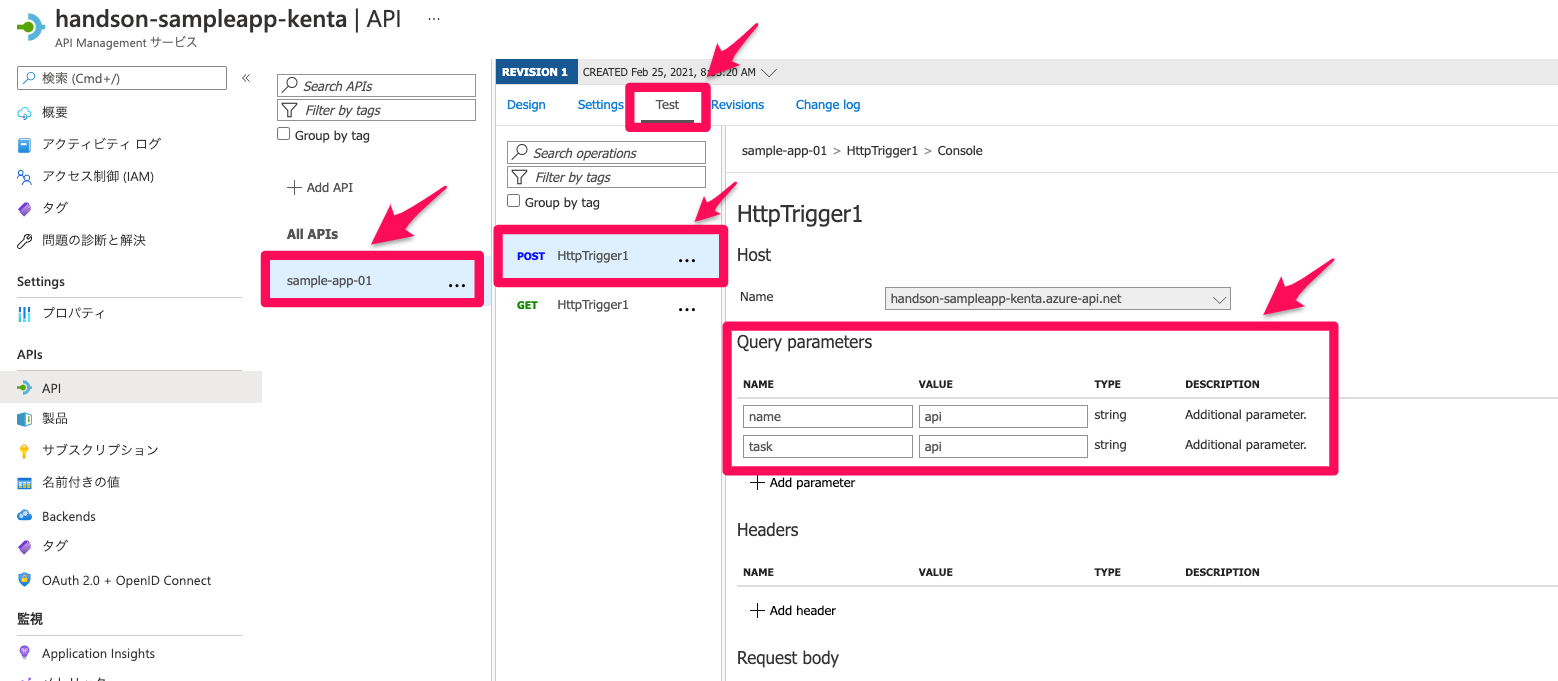 handson-sampleapp-kenta | API ...
API Management サービス
検索 (Cmd+/)
«
概要
アクティビティ ログ
アクセス制御 (IAM)
タグ
問題の診断と解決
Settings
プロパティ
APIs
API
製品
サブスクリプション
名前付きの値
Backends
タグ
OAuth 2.0 + OpenID Connect
監視
Application Insights
Search APIs
Filter by tags
Group by tag
Add API
All APIs
sample-app-01 ...
REVISION 1 CREATED Feb 25, 2021, 20 AM
Design Settings Test Revisions Change log
Search operations
Filter by tags
Group by tag
POST HttpTrigger1 ...
GET HttpTrigger1 ...
sample-app-01 > HttpTrigger1 > Console
HttpTrigger1
Host
Name handson-sampleapp-kenta.azure-api.net
Query parameters
NAME VALUE TYPE DESCRIPTION
name api string Additional parameter.
task api string Additional parameter.
Add parameter
Headers
NAME VALUE TYPE DESCRIPTION
Add header
Request body